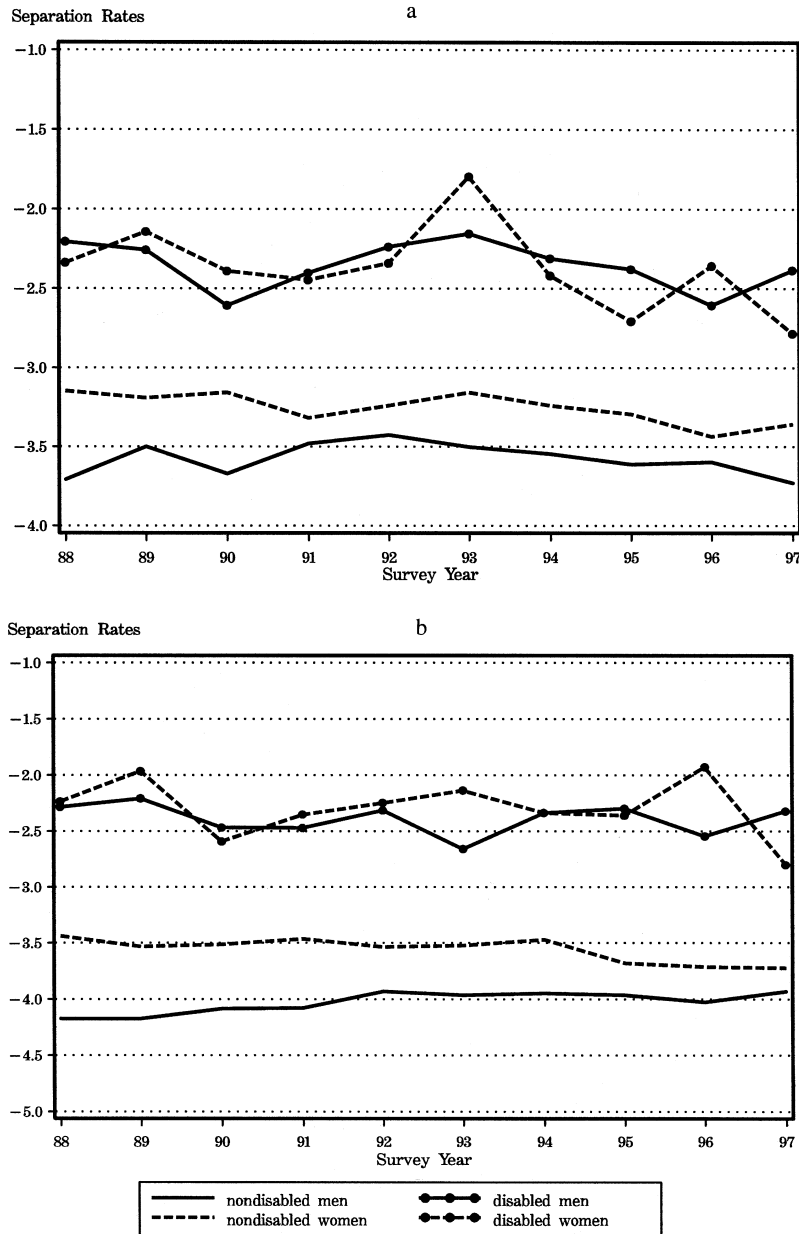 a
Separation Rates
−1.0
−1.5
−2.0
−2.5
−3.0
−3.5
−4.0
88 89 90 91 92 93 94 95 96 97
Survey Year
Separation Rates b
−1.0
−1.5
−2.0
−2.5
−3.0
−3.5
−4.0
−4.5
−5.0
88 89 90 91 92 93 94 95 96 97
Survey Year
nondisabled men disabled men
nondisabled women disabled women